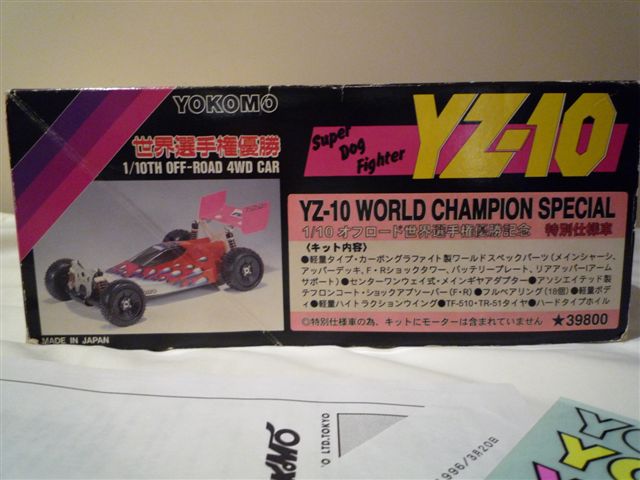 YOKOMO
世界選手権優勝
1/10TH OFF-ROAD 4WD CAR
Super
Dog
Fighter
YZ-10
YZ-10 WORLD CHAMPION SPECIAL
1/10 オフロード世界選手権優勝記念 特別仕様車
〈キット内容〉
●軽量タイプ・カーボングラファイト製ワールドスペックパーツ(メインシャーシ、
アッパーデッキ、F・Rショックタワー、バッテリープレート、リアアッパーアーム
サポート)●センターワンウェイ式・メインギヤアダプター●アソシエイテッド製
テフロンコート・ショックアブソーバー(F・R)●フルベアリング(18個)●軽量ボデ
ィ●軽量ハイトラクションウイング●TF-510・TR-51タイヤ●ハードタイプホイル
◎特別仕様車の為、キットにモーターは含まれていません ★39800
MADE IN JAPAN
O LTD.TOKYO
1996/3月20日